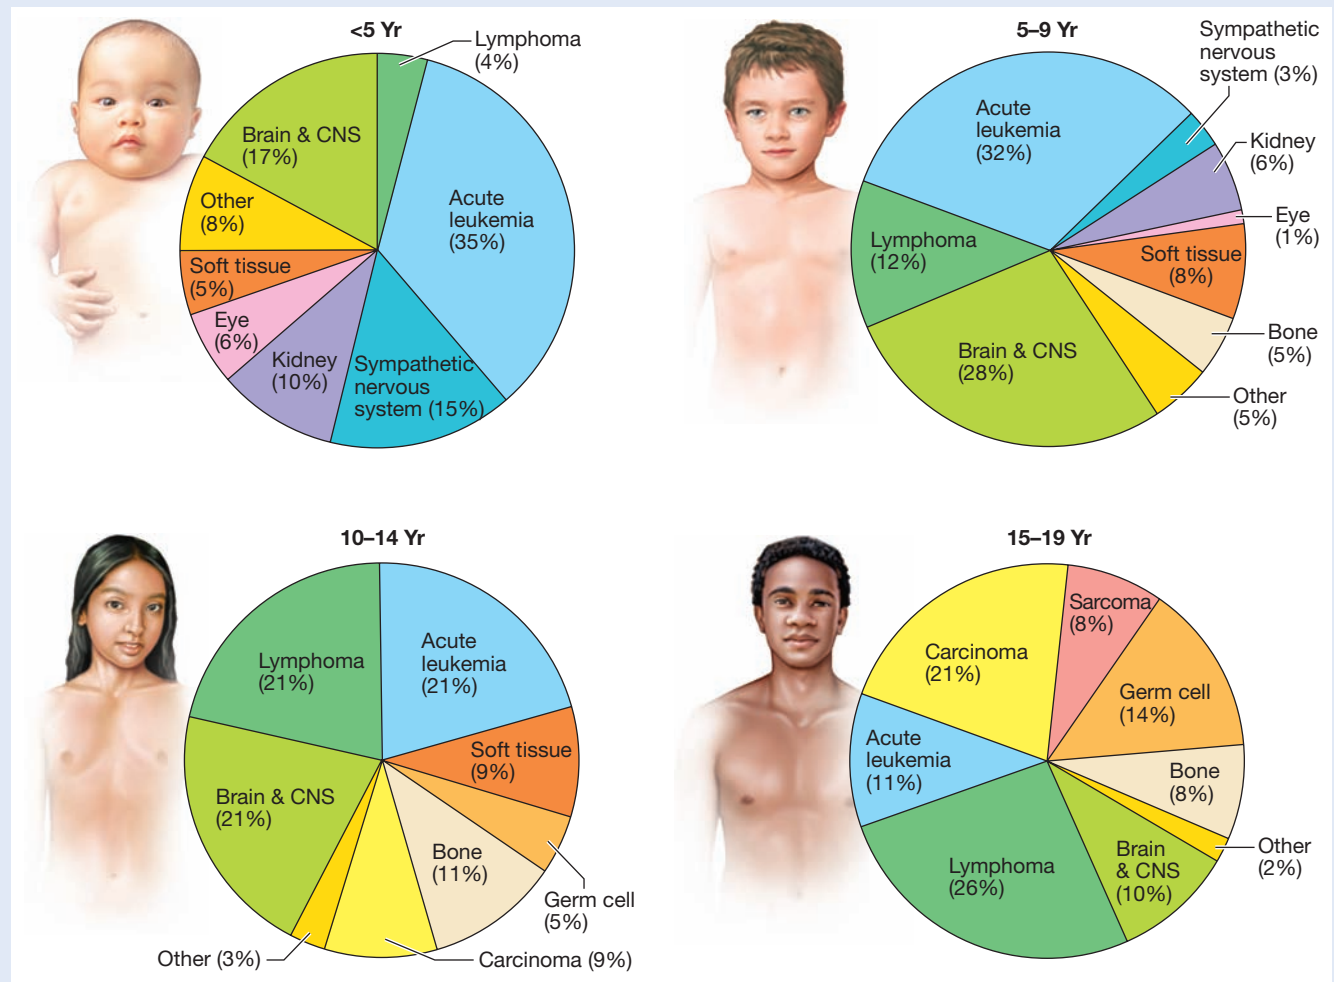 <5 Yr
Lymphoma
(4%)
Brain & CNS
(17%)
Other
(8%)
Acute
leukemia
(35%)
Soft tissue
(5%)
Eye
(6%)
Kidney
(10%)
Sympathetic
nervous
system (15%)
5–9 Yr
Sympathetic
nervous
system (3%)
Acute
leukemia
(32%)
Kidney
(6%)
Eye
(1%)
Lymphoma
(12%)
Soft tissue
(8%)
Bone
(5%)
Brain & CNS
(28%)
Other
(5%)
10–14 Yr
Lymphoma
(21%)
Acute
leukemia
(21%)
Soft tissue
(9%)
Brain & CNS
(21%)
Bone
(11%)
Germ cell
(5%)
Other (3%)
Carcinoma (9%)
15–19 Yr
Sarcoma
(8%)
Carcinoma
(21%)
Germ cell
(14%)
Acute
leukemia
(11%)
Bone
(8%)
Other
(2%)
Brain
& CNS
(10%)
Lymphoma
(26%)